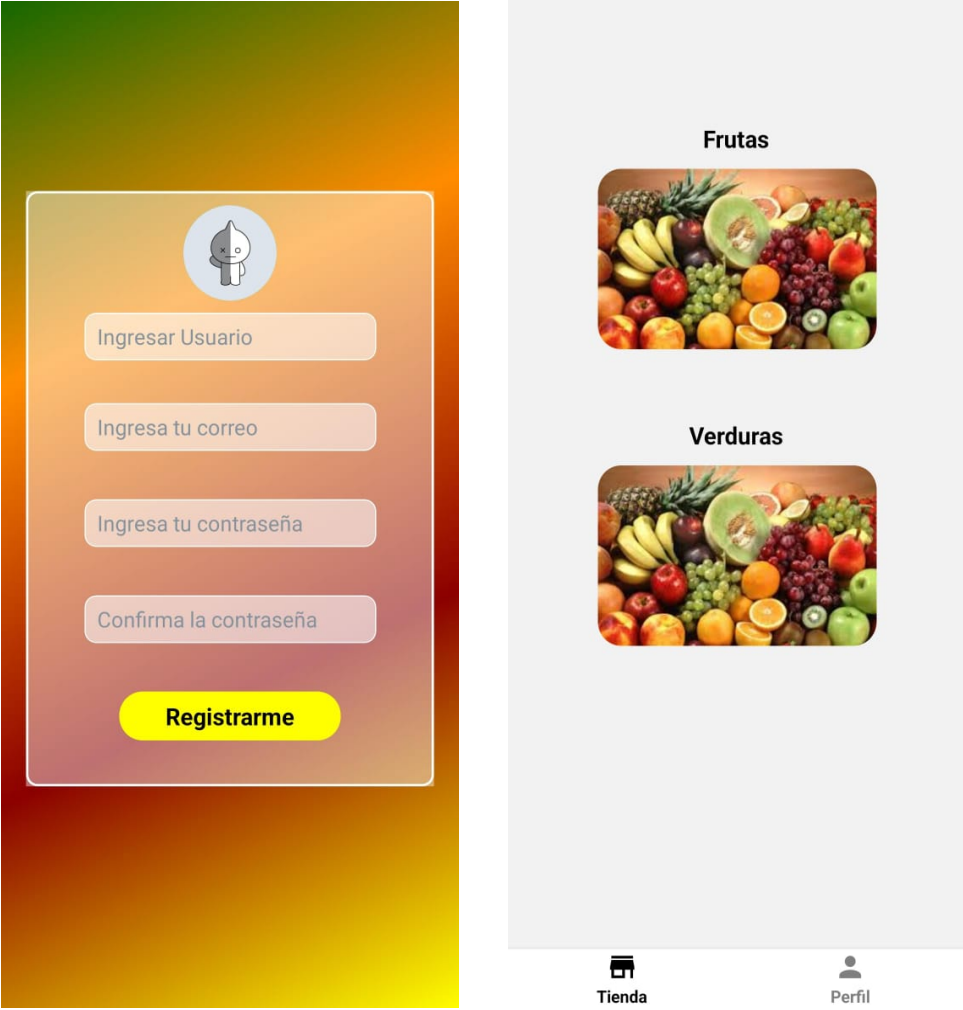 Ingresar Usuario
Ingresa tu correo
Ingresa tu contraseña
Confirma la contraseña
Registrarme
Frutas
Verduras
Tienda
Perfil